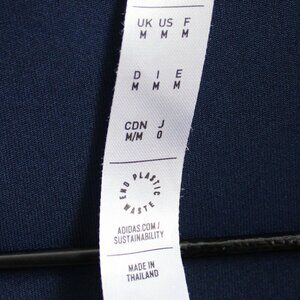 UK US F
M M M
D I E
M M M
CDN J
M/M O
END PLASTIC WASTE
ADIDAS.COM/
SUSTAINABILITY
MADE IN
THAILAND